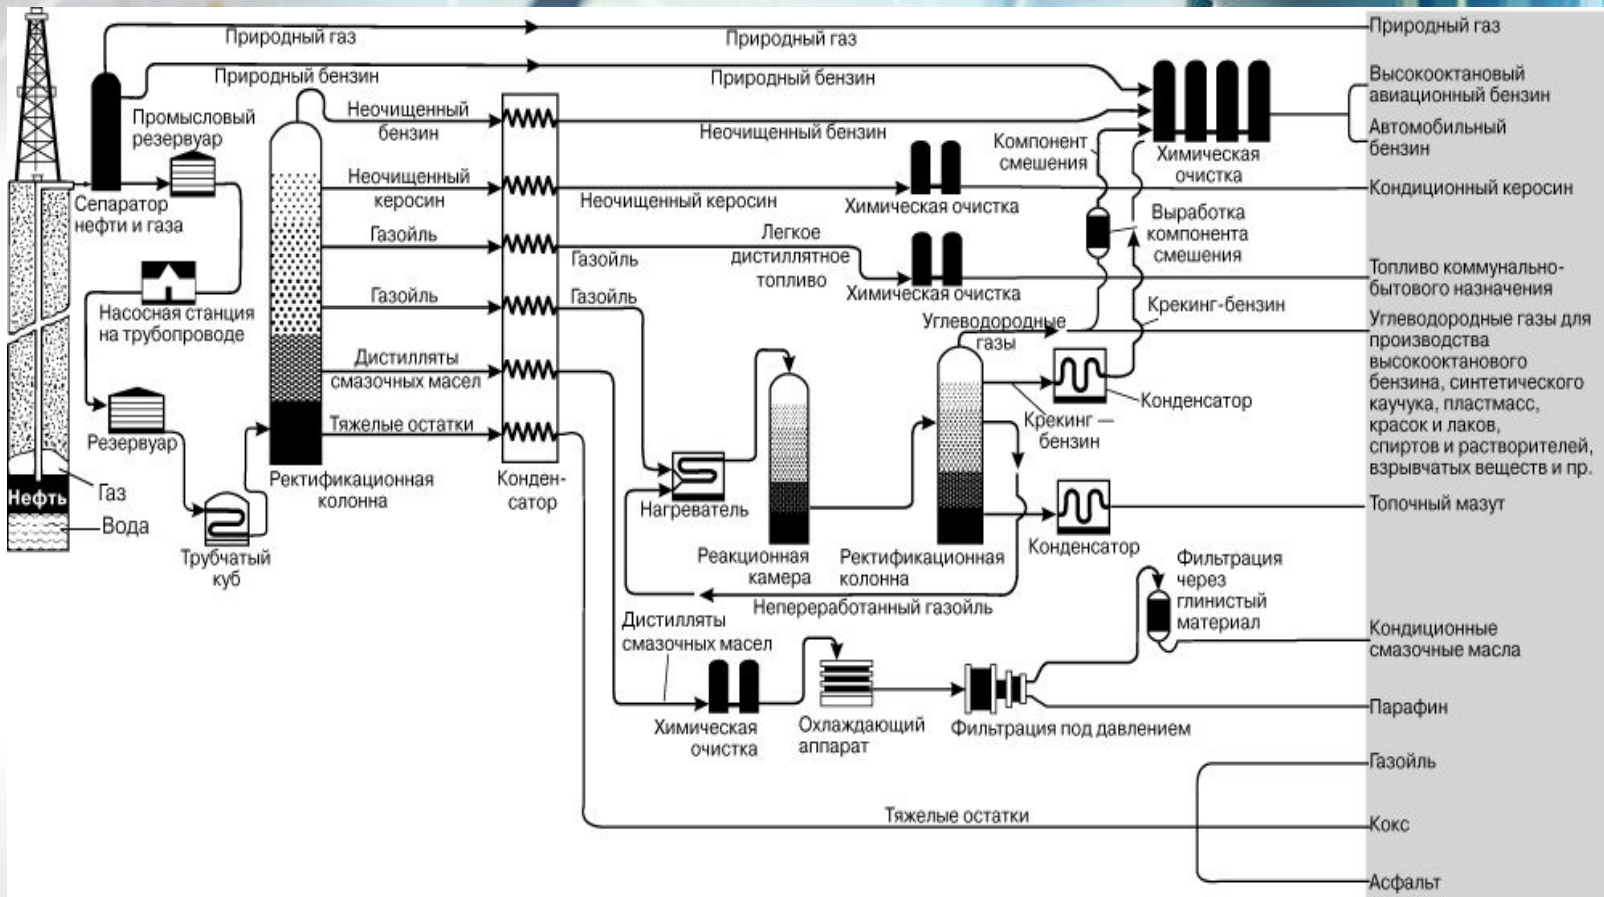 Природный газ
Природный газ
Природный газ
Природный бензин
Природный бензин
Высокооктановый
авиационный бензин
Неочищенный
бензин
Неочищенный бензин
Промысловый
резервуар
Компонент
смешения
Химическая
очистка
Автомобильный
бензин
Неочищенный
керосин
Неочищенный керосин
Химическая очистка
Кондиционный керосин
Сепаратор
нефти и газа
Газойль
Газойль
Легкое
дистиллятное
топливо
Выработка
компонента
смешения
Химическая очистка
Топливо коммунально-
бытового назначения
Насосная станция
на трубопроводе
Газойль
Газойль
Углеводородные
газы
Крекинг-бензин
Углеводородные газы для
производства
высокооктанового
бензина, синтетического
каучука, пластмасс,
красок и лаков,
спиртов и растворителей,
взрывчатых веществ и пр.
Дистилляты
смазочных масел
Конденсатор
Крекинг —
бензин
Резервуар
Тяжелые остатки
Ректификационная
колонна
Конден-
сатор
Нагреватель
Нефть
Газ
Вода
Трубчатый
куб
Реакционная
камера
Ректификационная
колонна
Конденсатор
Топочный мазут
Непереработанный газойль
Фильтрация
через
глинистый
материал
Дистилляты
смазочных масел
Кондиционные
смазочные масла
Химическая
очистка
Охлаждающий
аппарат
Фильтрация под давлением
Парафин
Газойль
Тяжелые остатки
Кокс
Асфальт